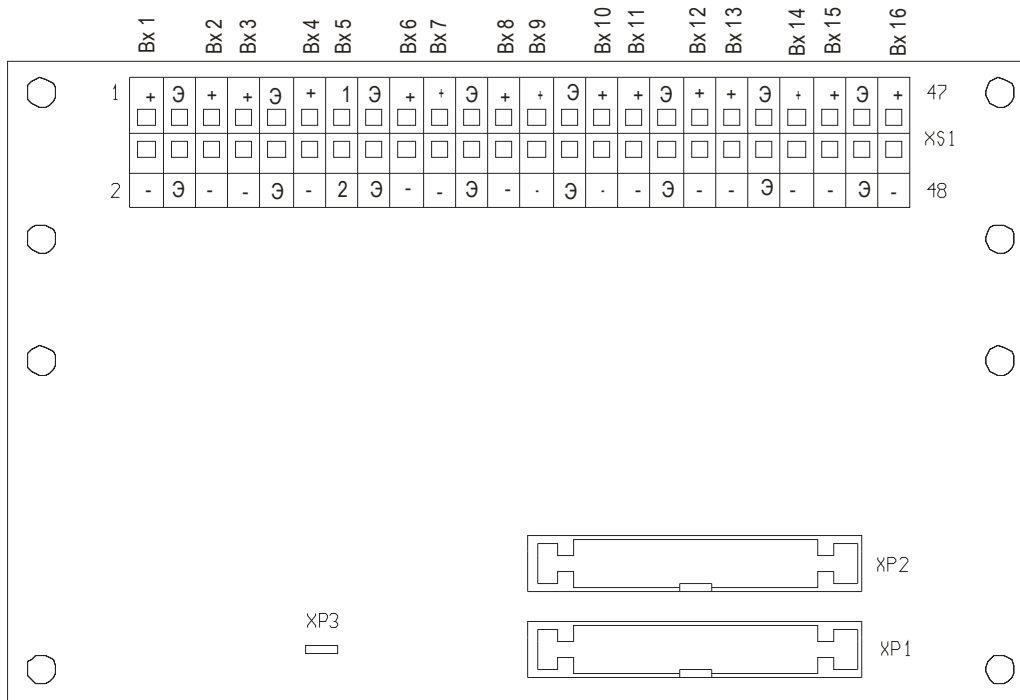 Вх 1 Вх 2 Вх 3 Вх 4 Вх 5 Вх 6 Вх 7 Вх 8 Вх 9 Вх 10 Вх 11 Вх 12 Вх 13 Вх 14 Вх 15 Вх 16
1 + Э + + Э + 1 Э + + Э + + Э + + Э + + Э + + Э + 47
XS1
2 - Э - - Э - 2 Э - - Э - - Э - - Э - - Э - - Э - 48
XP2
XP3
XP1